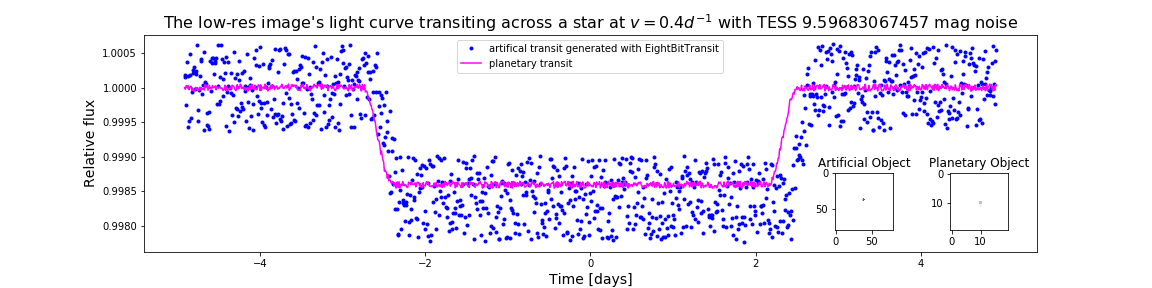 The low-res image's light curve transiting across a star at v = 0.4d⁻¹ with TESS 9.59683067457 mag noise
artifical transit generated with EightBitTransit
planetary transit
Relative flux
1.0005
1.0000
0.9995
0.9990
0.9985
0.9980
Artificial Object
0
50
0
50
Planetary Object
0
10
0
10
−4
−2
0
2
4
Time [days]